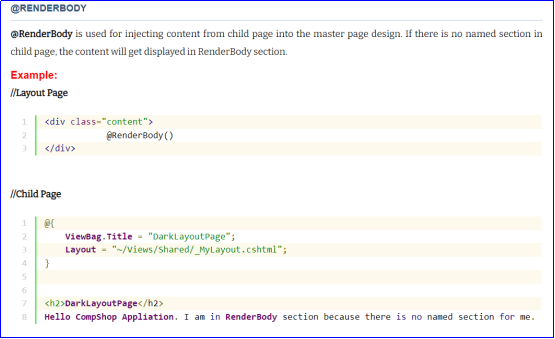 @RENDERBODY
@RenderBody is used for injecting content from child page into the master page design. If there is no named section in
child page, the content will get displayed in RenderBody section.
Example:
//Layout Page
1 <div class="content">
2 @RenderBody()
3 </div>
//Child Page
1 @{
2 ViewBag.Title = "DarkLayoutPage";
3 Layout = "~/Views/Shared/_MyLayout.cshtml";
4 }
5
6
7 <h2>DarkLayoutPage</h2>
8 Hello CompShop Appliation. I am in RenderBody section because there is no named section for me.